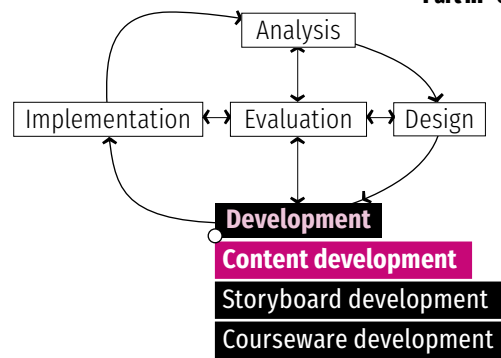 Analysis
Implementation Evaluation Design
Development
Content development
Storyboard development
Courseware development